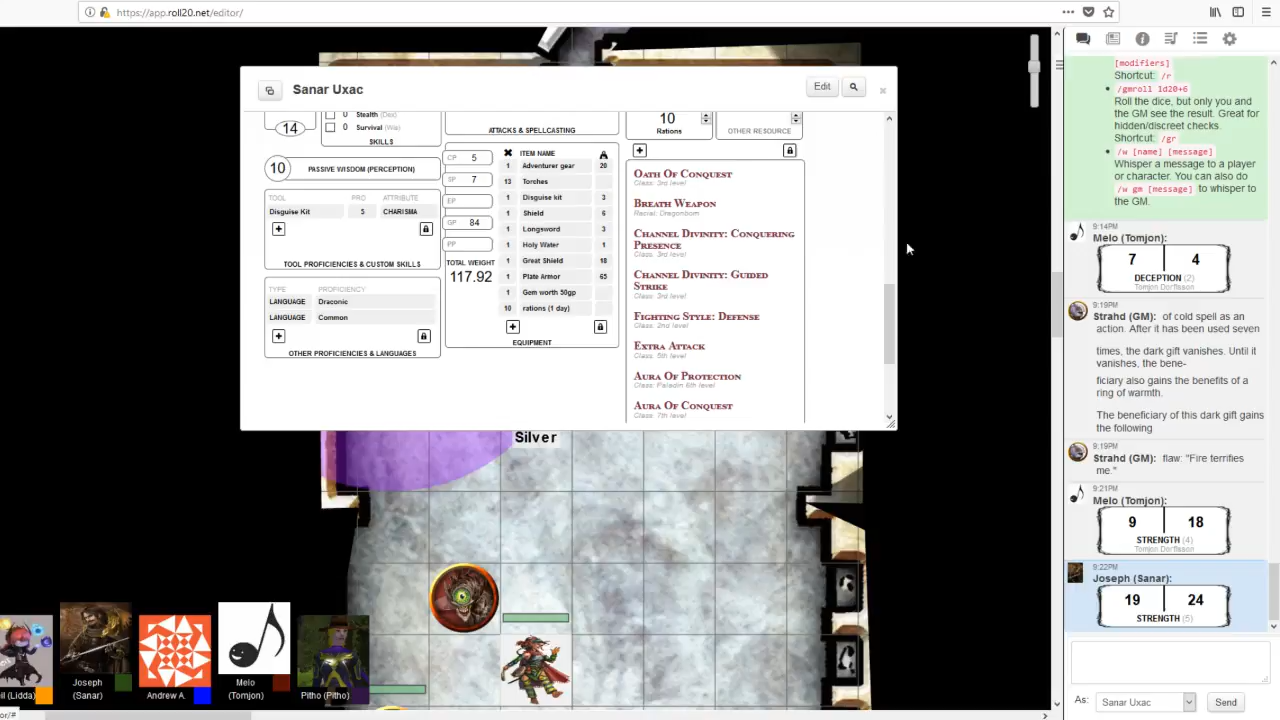 https://app.roll20.net/editor/
Sanar Uxac
Edit
14
0 Stealth (Dex)
0 Survival (Wis)
SKILLS
10 PASSIVE WISDOM (PERCEPTION)
TOOL PRO ATTRIBUTE
Disguise Kit 5 CHARISMA
TOOL PROFICIENCIES & CUSTOM SKILLS
TYPE PROFICIENCY
LANGUAGE Draconic
LANGUAGE Common
OTHER PROFICIENCIES & LANGUAGES
ATTACKS & SPELLCASTING
CP 5
SP 7
EP
GP 84
PP
TOTAL WEIGHT
117.92
ITEM NAME
1 Adventurer gear 20
13 Torches
1 Disguise kit 3
1 Shield 6
1 Longsword 3
1 Holy Water 1
1 Great Shield 18
1 Plate Armor 65
1 Gem worth 50gp
10 rations (1 day)
EQUIPMENT
10
Rations
OTHER RESOURCE
OATH OF CONQUEST
Class: 3rd level
BREATH WEAPON
Racial: Dragonborn
CHANNEL DIVINITY: CONQUERING
PRESENCE
Class: 3rd level
CHANNEL DIVINITY: GUIDED
STRIKE
Class: 3rd level
FIGHTING STYLE: DEFENSE
Class: 2nd level
EXTRA ATTACK
Class: 5th level
AURA OF PROTECTION
Class: Paladin 6th level
AURA OF CONQUEST
Class: 7th level
Silver
il (Lidda)
Joseph
(Sanar)
Andrew A.
Melo
(Tomjon)
Pitho (Pitho)
or/#
[modifiers]
Shortcut: /r
/gmroll 1d20+6
Roll the dice, but only you and
the GM see the result. Great for
hidden/discreet checks.
Shortcut: /gr
/w [name] [message]
Whisper a message to a player
or character. You can also do
/w gm [message] to whisper to
the GM.
9:14PM
Melo (Tomjon):
7 4
DECEPTION (2)
Tomjon Dorfisson
9:19PM
Strahd (GM): of cold spell as an
action. After it has been used seven
times, the dark gift vanishes. Until it
vanishes, the bene-
ficiary also gains the benefits of a
ring of warmth.
The beneficiary of this dark gift gains
the following
9:19PM
Strahd (GM): flaw: "Fire terrifies
me."
9:21PM
Melo (Tomjon):
9 18
STRENGTH (4)
Tomjon Dorfisson
9:22PM
Joseph (Sanar):
19 24
STRENGTH (5)
As: Sanar Uxac Send